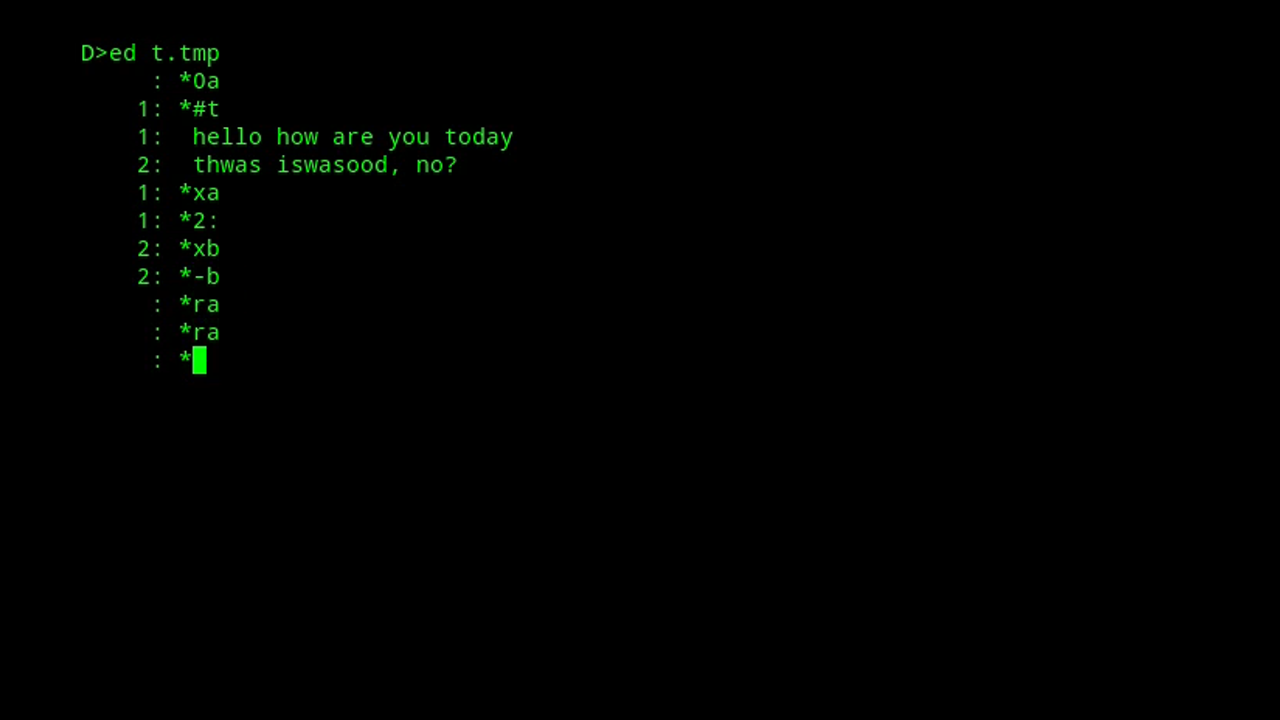 D>ed t.tmp
: *0a
1: *#t
1: hello how are you today
2: thwas iswasood, no?
1: *xa
1: *2:
2: *xb
2: *-b
: *ra
: *ra
: *